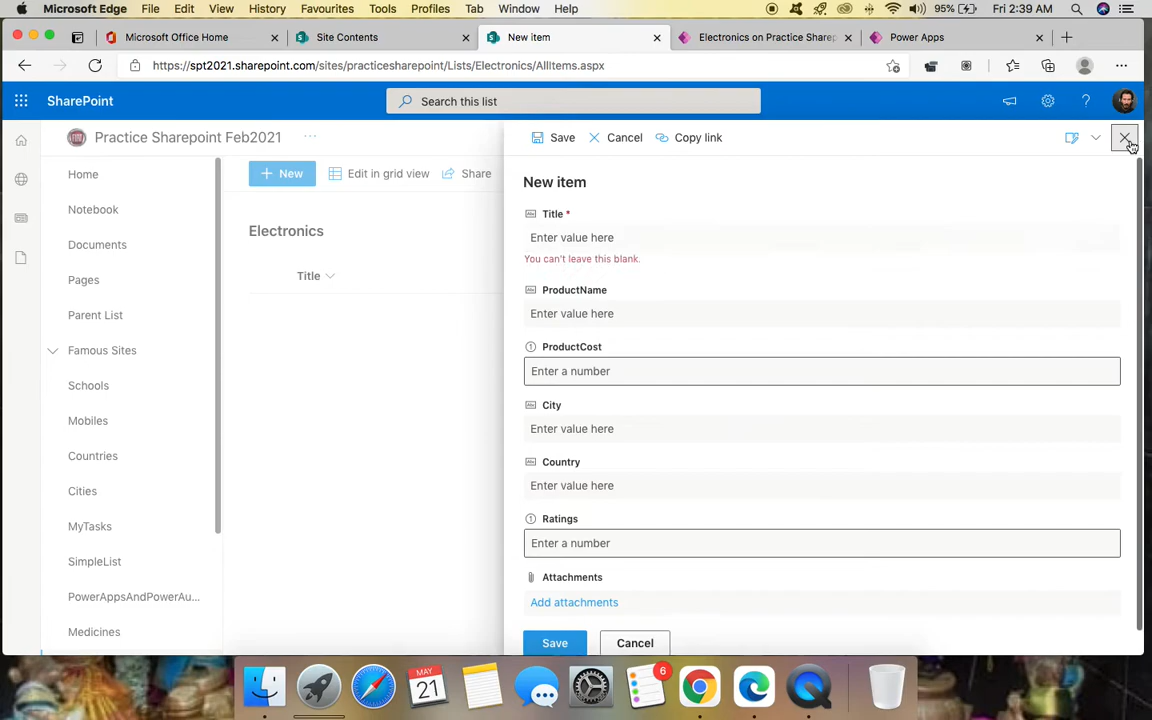 Microsoft Edge File Edit View History Favourites Tools Profiles Tab Window Help 95% Fri 2:39 AM
Microsoft Office Home Site Contents New item Electronics on Practice Sharep Power Apps
https://spt2021.sharepoint.com/sites/practicesharepoint/Lists/Electronics/AllItems.aspx
SharePoint Search this list
Practice Sharepoint Feb2021
Save Cancel Copy link
Home
Notebook
Documents
Pages
Parent List
Famous Sites
Schools
Mobiles
Countries
Cities
MyTasks
SimpleList
PowerAppsAndPowerAu...
Medicines
New Edit in grid view Share
Electronics
Title
New item
Title *
Enter value here
You can't leave this blank.
ProductName
Enter value here
ProductCost
Enter a number
City
Enter value here
Country
Enter value here
Ratings
Enter a number
Attachments
Add attachments
Save Cancel
MAY
21
6